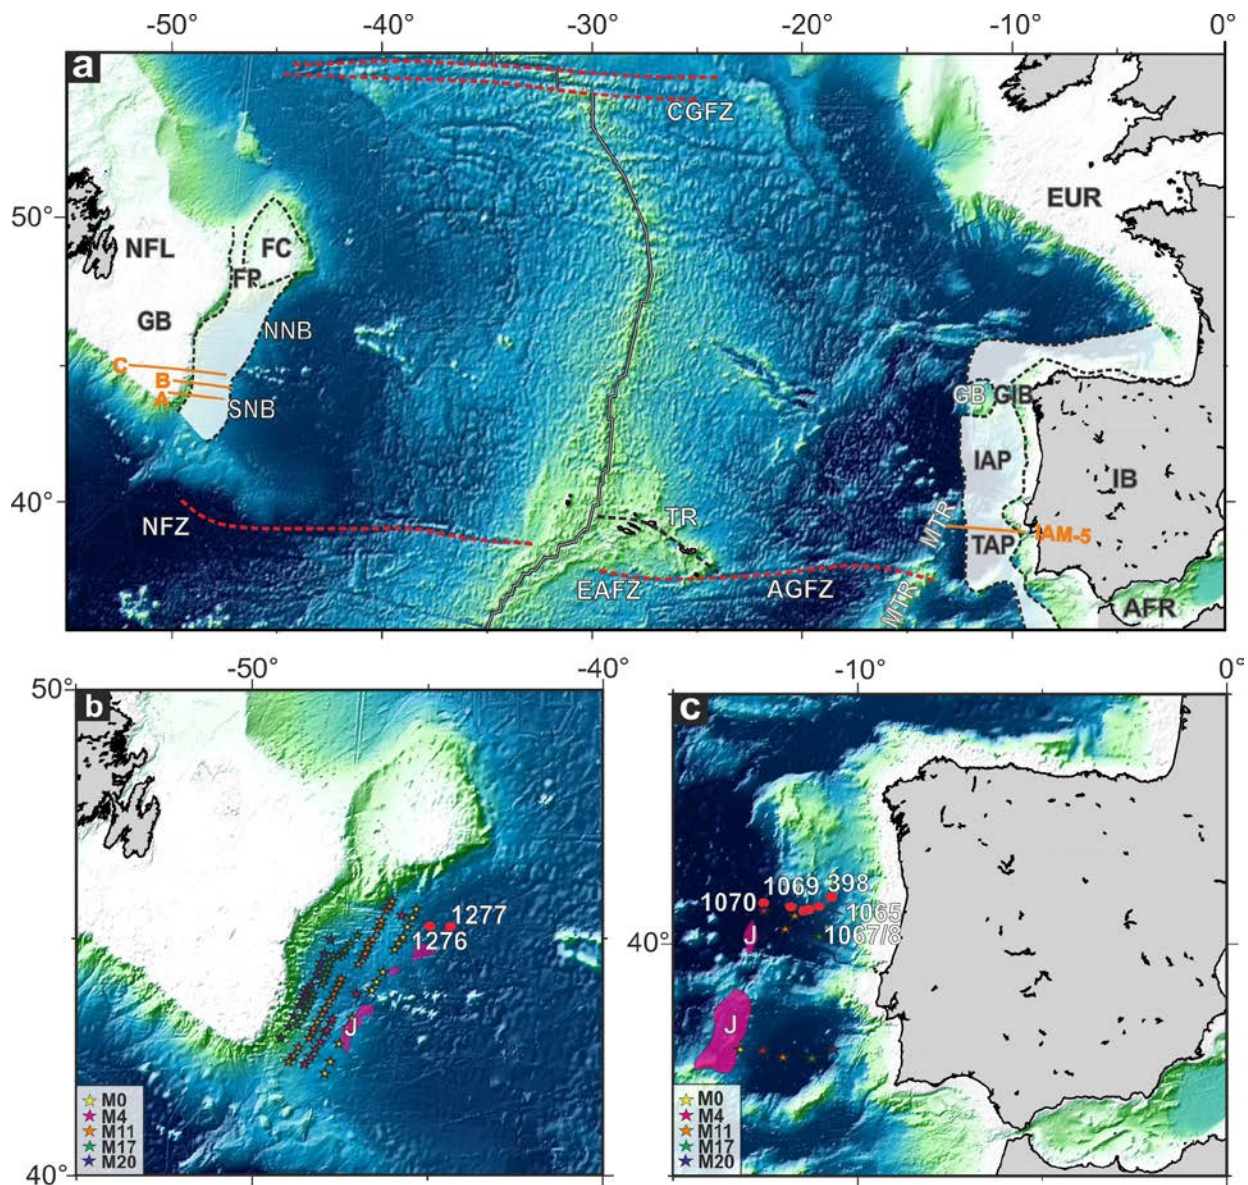 -50° -40° -30° -20° -10° 0°
a
CGFZ
50°
EUR
NFL
FC
FP
GB
NNB
C
B
A
SNB
GB
GIB
IAP
IB
40°
NFZ
TR
MTR
IAM-5
TAP
EAFZ
AGFZ
MTR
AFR
-50° -40°
50°
b
1277
1276
J
M0
M4
M11
M17
M20
40°
-10° 0°
c
1069 398
1070
1065
1067/8
J
40°
J
M0
M4
M11
M17
M20